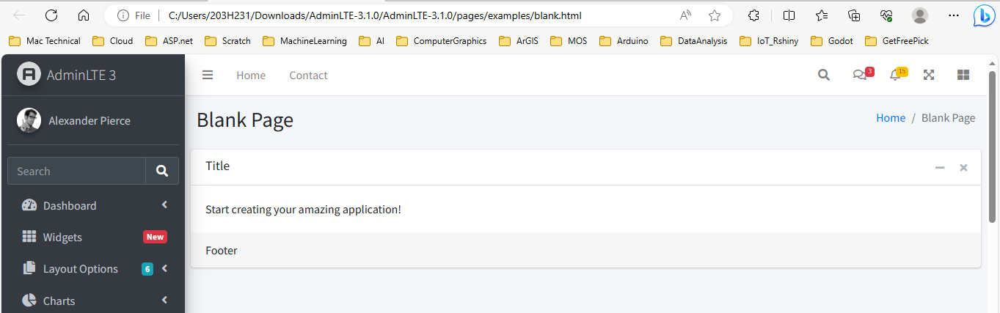 File C:/Users/203H231/Downloads/AdminLTE-3.1.0/AdminLTE-3.1.0/pages/examples/blank.html
Mac Technical Cloud ASP.net Scratch MachineLearning AI ComputerGraphics ArGIS MOS Arduino DataAnalysis IoT_Rshiny Godot GetFreePick
AdminLTE 3
Home Contact 3 15
Alexander Pierce
Blank Page
Home / Blank Page
Search
Title
Dashboard
Start creating your amazing application!
Widgets New
Footer
Layout Options 6
Charts